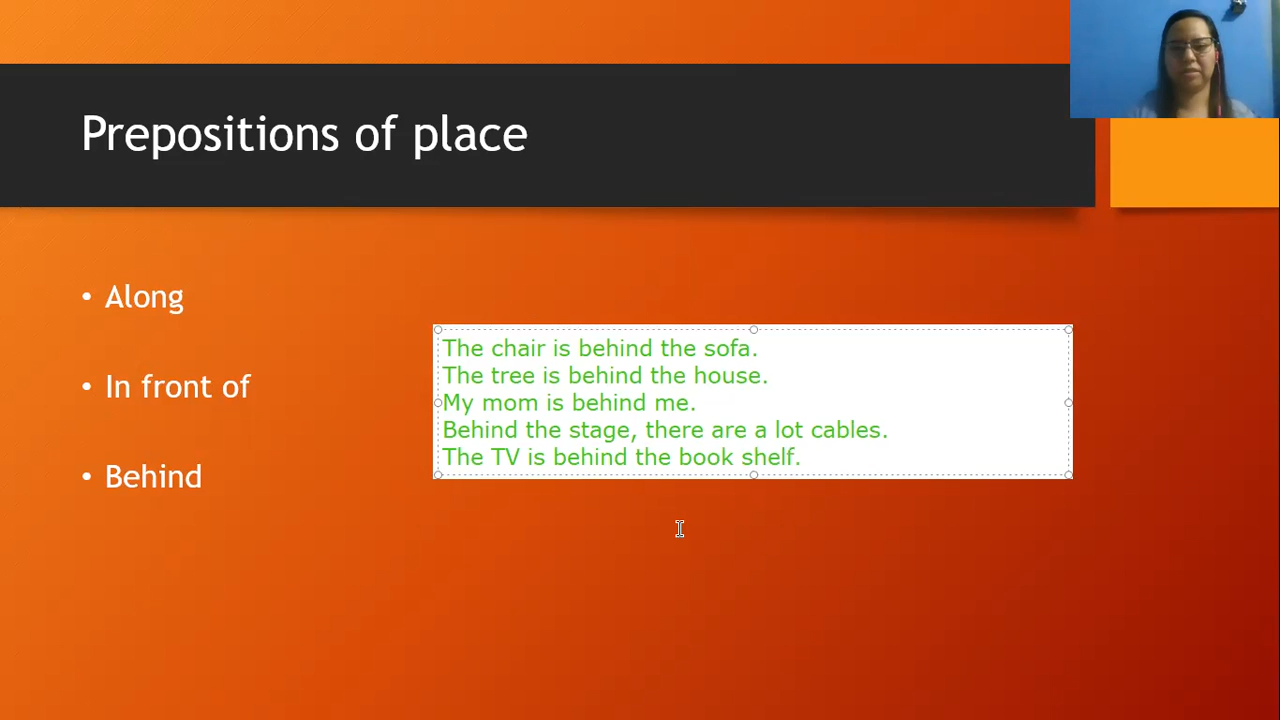 Prepositions of place
• Along
• In front of
• Behind
The chair is behind the sofa.
The tree is behind the house.
My mom is behind me.
Behind the stage, there are a lot cables.
The TV is behind the book shelf.